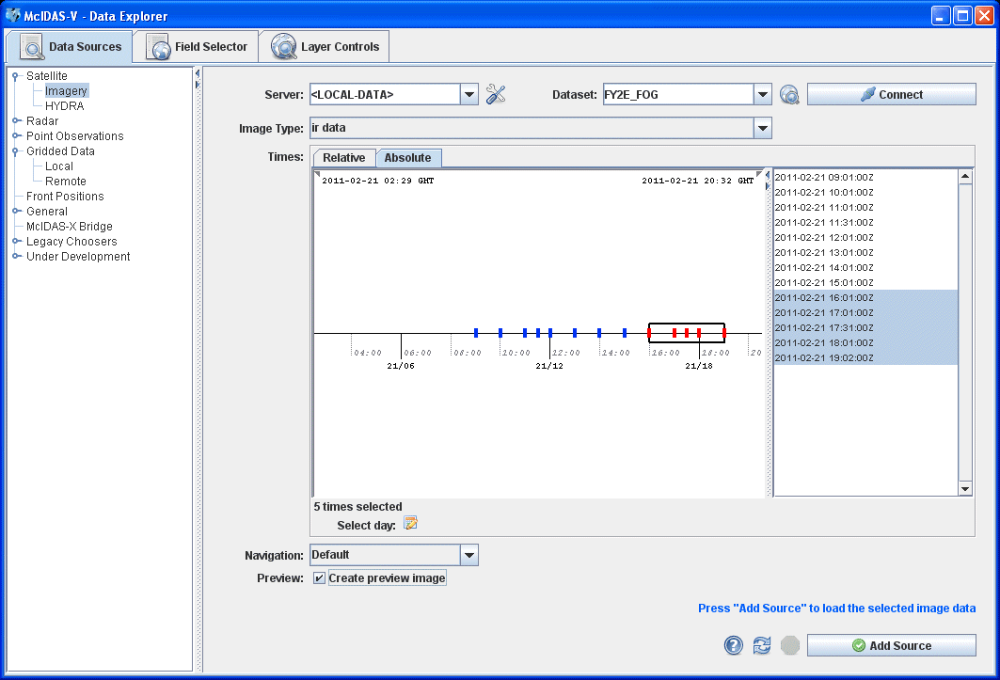 McIDAS-V - Data Explorer
Data Sources Field Selector Layer Controls
Satellite
Imagery
HYDRA
Radar
Point Observations
Gridded Data
Local
Remote
Front Positions
General
McIDAS-X Bridge
Legacy Choosers
Under Development
Server: <LOCAL-DATA> Dataset: FY2E_FOG Connect
Image Type: ir data
Times: Relative Absolute
2011-02-21 02:29 GMT 2011-02-21 20:32 GMT
04:00 06:00 08:00 10:00 12:00 14:00 16:00 18:00 20
21/06 21/12 21/18
2011-02-21 09:01:00Z
2011-02-21 10:01:00Z
2011-02-21 11:01:00Z
2011-02-21 11:31:00Z
2011-02-21 12:01:00Z
2011-02-21 13:01:00Z
2011-02-21 14:01:00Z
2011-02-21 15:01:00Z
2011-02-21 16:01:00Z
2011-02-21 17:01:00Z
2011-02-21 17:31:00Z
2011-02-21 18:01:00Z
2011-02-21 19:02:00Z
5 times selected
Select day:
Navigation: Default
Preview: Create preview image
Press "Add Source" to load the selected image data
Add Source